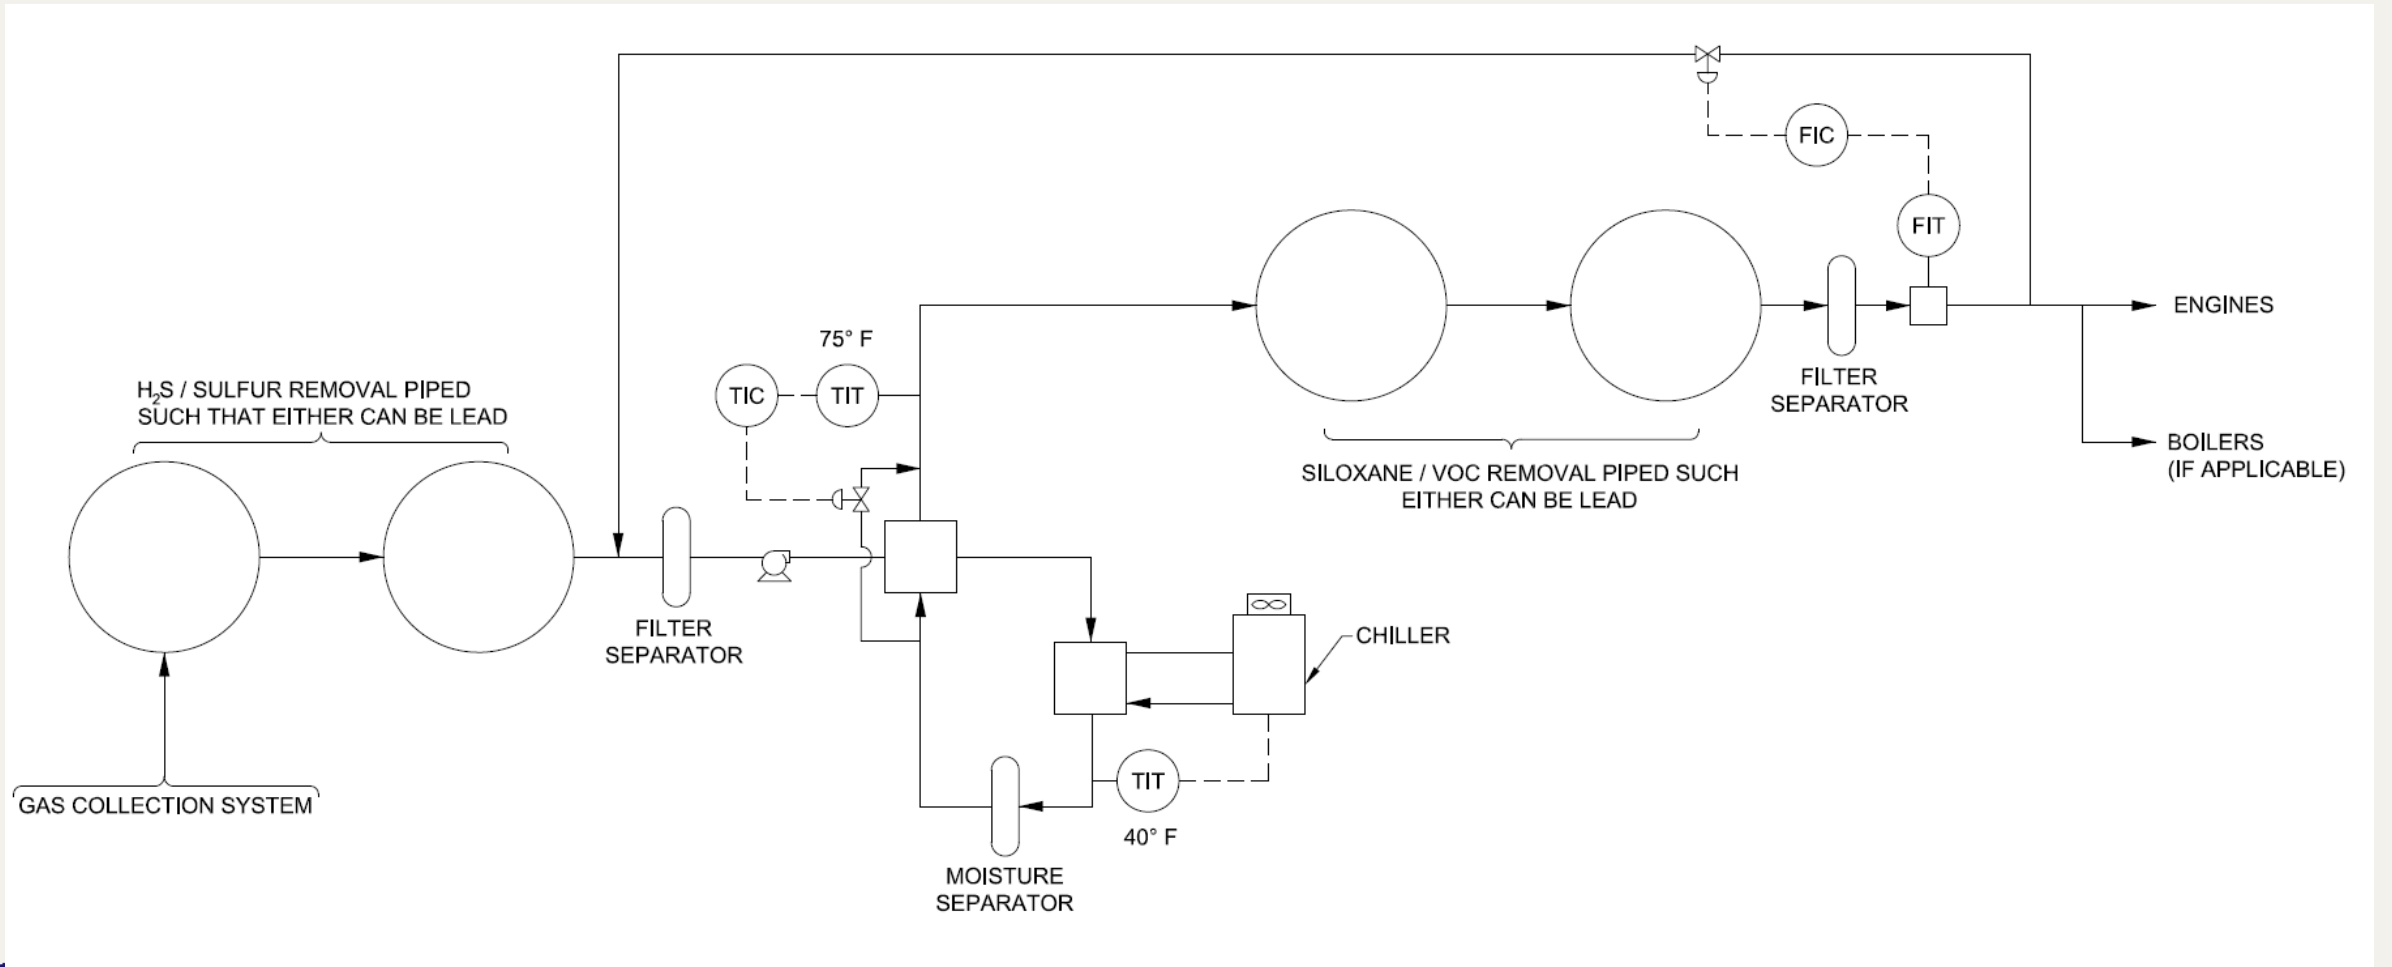 FIC
FIT
ENGINES
75° F
TIC
TIT
FILTER
SEPARATOR
H₂S / SULFUR REMOVAL PIPED
SUCH THAT EITHER CAN BE LEAD
BOILERS
(IF APPLICABLE)
SILOXANE / VOC REMOVAL PIPED SUCH
EITHER CAN BE LEAD
FILTER
SEPARATOR
CHILLER
GAS COLLECTION SYSTEM
TIT
40° F
MOISTURE
SEPARATOR